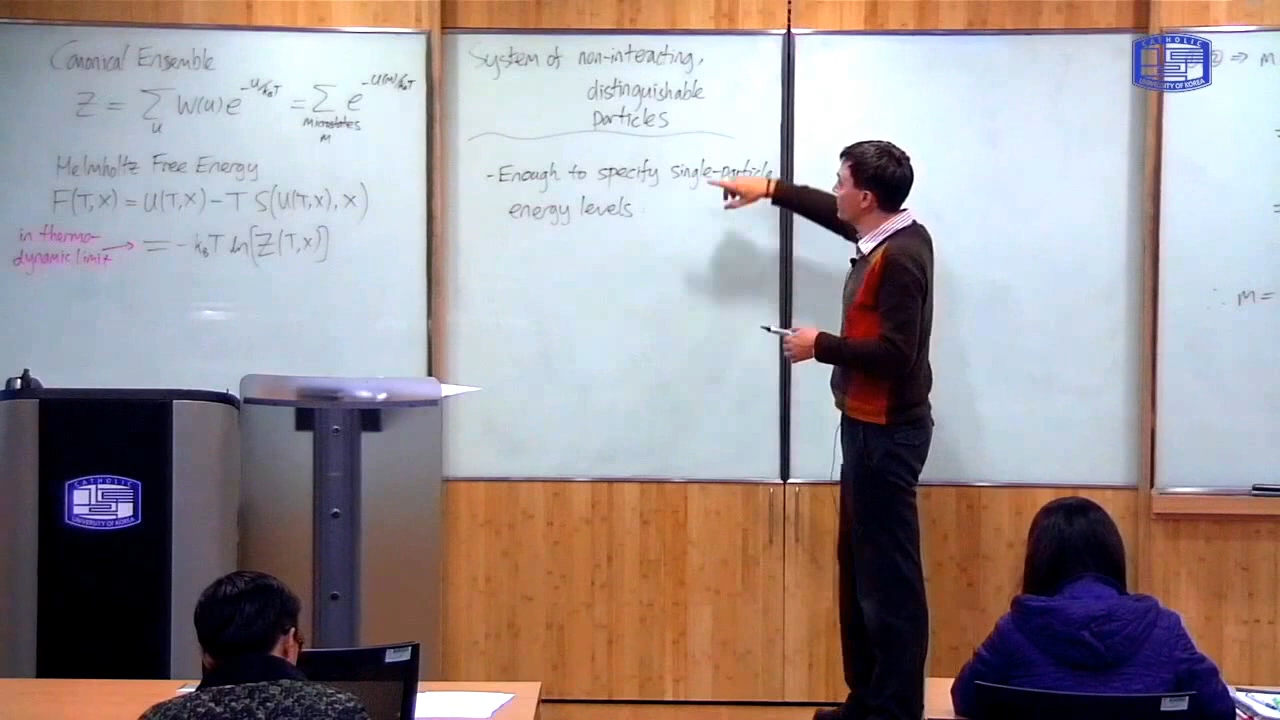 Canonical Ensemble
Z = ∑ W(u) e^{-U/k_BT} = ∑ e^{-U(M)/k_BT}
u
microstates
M
Helmholtz Free Energy
F(T,X) = U(T,X) - T S(U(T,X), X)
in thermo-
dynamic limit
→ = -k_BT ln[Z(T,X)]
System of non-interacting,
distinguishable
particles
- Enough to specify single-particle
energy levels.
⇒ m
∴ m =
CATHOLIC
UNIVERSITY OF KOREA
CATHOLIC
UNIVERSITY OF KOREA